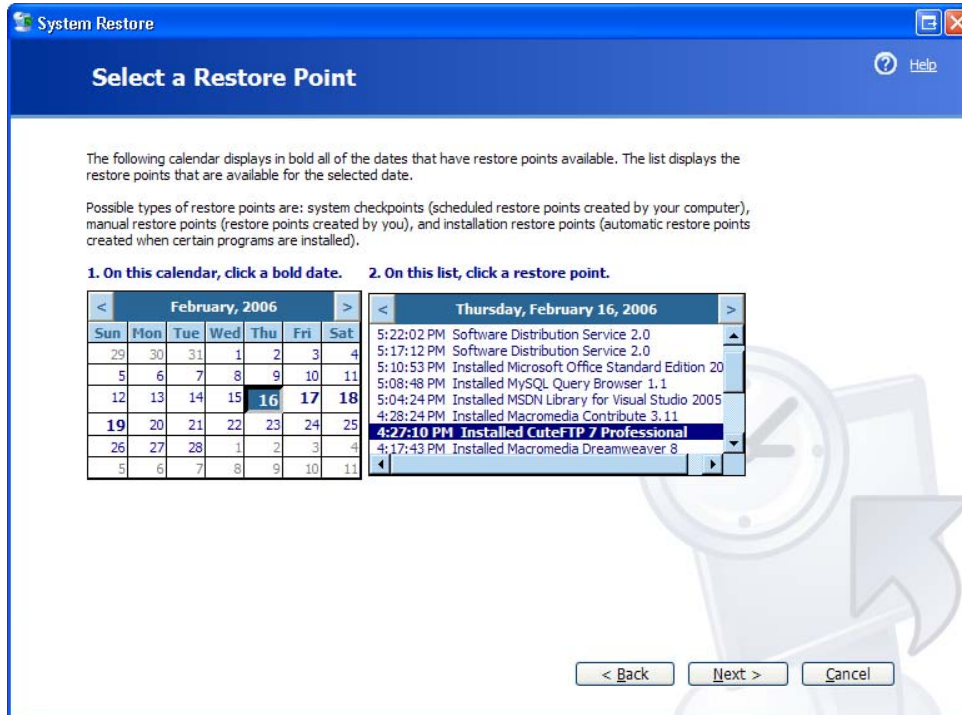 System Restore
Select a Restore Point
Help
The following calendar displays in bold all of the dates that have restore points available. The list displays the
restore points that are available for the selected date.
Possible types of restore points are: system checkpoints (scheduled restore points created by your computer),
manual restore points (restore points created by you), and installation restore points (automatic restore points
created when certain programs are installed).
1. On this calendar, click a bold date.
< February, 2006 >
Sun Mon Tue Wed Thu Fri Sat
29 30 31 1 2 3 4
5 6 7 8 9 10 11
12 13 14 15 16 17 18
19 20 21 22 23 24 25
26 27 28 1 2 3 4
5 6 7 8 9 10 11
2. On this list, click a restore point.
< Thursday, February 16, 2006 >
5:22:02 PM Software Distribution Service 2.0
5:17:12 PM Software Distribution Service 2.0
5:10:53 PM Installed Microsoft Office Standard Edition 20
5:08:48 PM Installed MySQL Query Browser 1.1
5:04:24 PM Installed MSDN Library for Visual Studio 2005
4:28:24 PM Installed Macromedia Contribute 3.11
4:27:10 PM Installed CuteFTP 7 Professional
4:17:43 PM Installed Macromedia Dreamweaver 8
< Back
Next >
Cancel